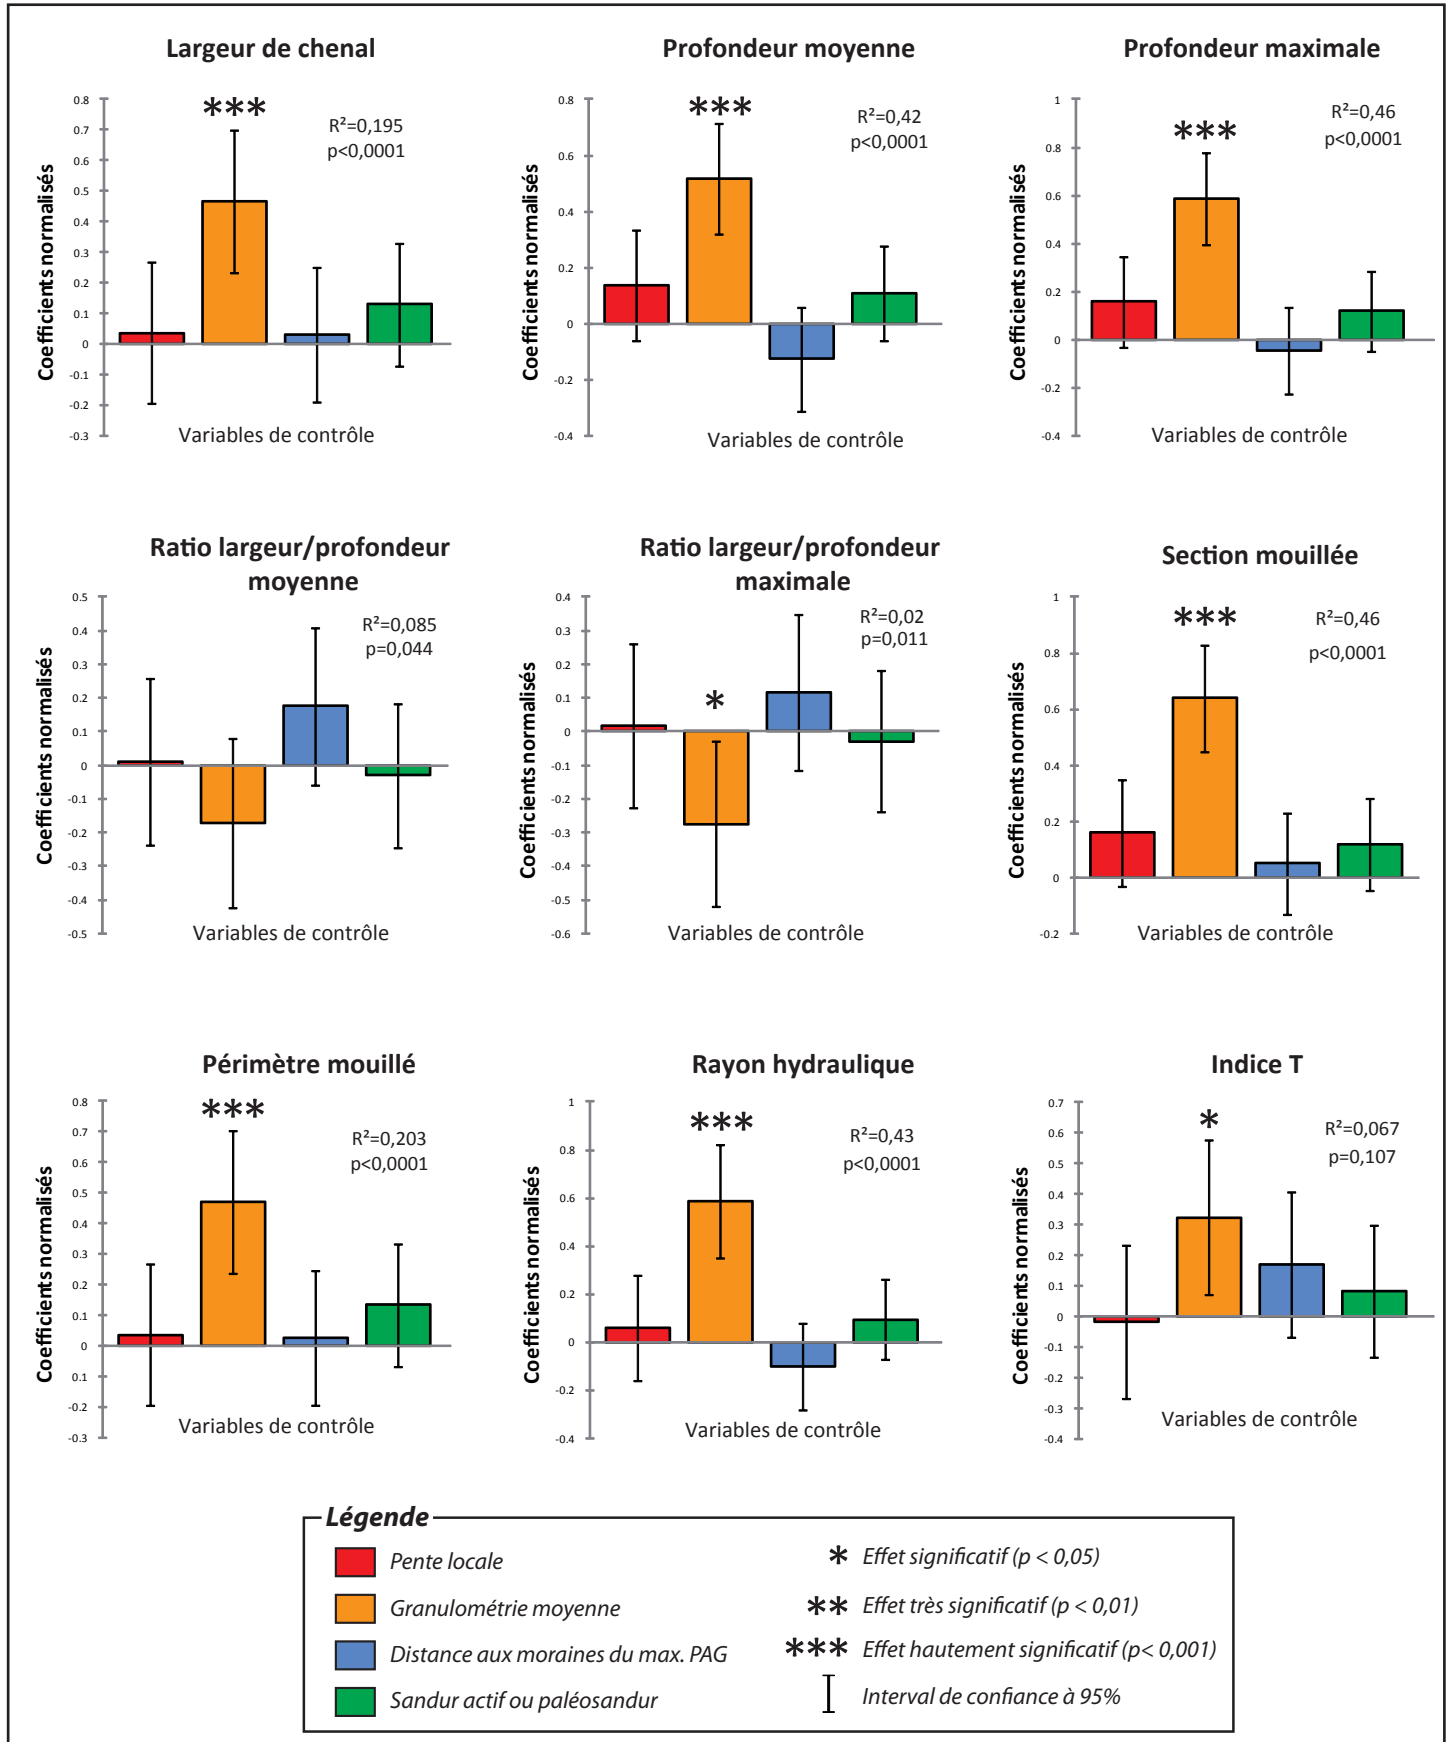 Largeur de chenal
Coefficients normalisés
0.8
0.7
0.6
0.5
0.4
0.3
0.2
0.1
0
-0.1
-0.2
-0.3
***
R²=0,195
p<0,0001
Variables de contrôle
Profondeur moyenne
Coefficients normalisés
0.8
0.6
0.4
0.2
0
-0.2
-0.4
***
R²=0,42
p<0,0001
Variables de contrôle
Profondeur maximale
Coefficients normalisés
1
0.8
0.6
0.4
0.2
0
-0.2
-0.4
***
R²=0,46
p<0,0001
Variables de contrôle
Ratio largeur/profondeur
moyenne
Coefficients normalisés
0.5
0.4
0.3
0.2
0.1
0
-0.1
-0.2
-0.3
-0.4
-0.5
R²=0,085
p=0,044
Variables de contrôle
Ratio largeur/profondeur
maximale
Coefficients normalisés
0.4
0.3
0.2
0.1
0
-0.1
-0.2
-0.3
-0.4
-0.5
-0.6
*
R²=0,02
p=0,011
Variables de contrôle
Section mouillée
Coefficients normalisés
1
0.8
0.6
0.4
0.2
0
-0.2
***
R²=0,46
p<0,0001
Variables de contrôle
Périmètre mouillé
Coefficients normalisés
0.8
0.7
0.6
0.5
0.4
0.3
0.2
0.1
0
-0.1
-0.2
-0.3
***
R²=0,203
p<0,0001
Variables de contrôle
Rayon hydraulique
Coefficients normalisés
1
0.8
0.6
0.4
0.2
0
-0.2
-0.4
***
R²=0,43
p<0,0001
Variables de contrôle
Indice T
Coefficients normalisés
0.7
0.6
0.5
0.4
0.3
0.2
0.1
0
-0.1
-0.2
-0.3
-0.4
*
R²=0,067
p=0,107
Variables de contrôle
Légende
Pente locale
Granulométrie moyenne
Distance aux moraines du max. PAG
Sandur actif ou paléosandur
* Effet significatif (p < 0,05)
** Effet très significatif (p < 0,01)
*** Effet hautement significatif (p< 0,001)
Interval de confiance à 95%